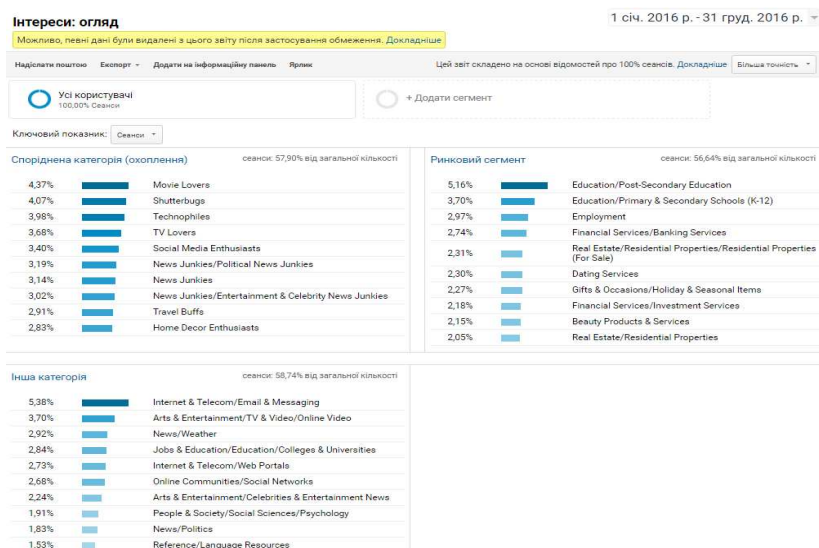 Інтереси: огляд
1 січ. 2016 р. - 31 груд. 2016 р.
Можливо, певні дані були видалені з цього звіту після застосування обмеження. Докладніше
Надіслати поштою Експорт Додати на інформаційну панель Ярлик
Цей звіт складено на основі відомостей про 100% сеансів. Докладніше Більша точність
Усі користувачі
100,00% Сеанси
+ Додати сегмент
Ключовий показник: Сеанси
Споріднена категорія (охоплення) сеанси: 57,90% від загальної кількості
4,37% Movie Lovers
4,07% Shutterbugs
3,98% Technophiles
3,68% TV Lovers
3,40% Social Media Enthusiasts
3,19% News Junkies/Political News Junkies
3,14% News Junkies
3,02% News Junkies/Entertainment & Celebrity News Junkies
2,91% Travel Buffs
2,83% Home Decor Enthusiasts
Ринковий сегмент сеанси: 56,64% від загальної кількості
5,16% Education/Post-Secondary Education
3,70% Education/Primary & Secondary Schools (K-12)
2,97% Employment
2,74% Financial Services/Banking Services
2,31% Real Estate/Residential Properties/Residential Properties
(For Sale)
2,30% Dating Services
2,27% Gifts & Occasions/Holiday & Seasonal Items
2,18% Financial Services/Investment Services
2,15% Beauty Products & Services
2,05% Real Estate/Residential Properties
Інша категорія сеанси: 58,74% від загальної кількості
5,38% Internet & Telecom/Email & Messaging
3,70% Arts & Entertainment/TV & Video/Online Video
2,92% News/Weather
2,84% Jobs & Education/Education/Colleges & Universities
2,73% Internet & Telecom/Web Portals
2,68% Online Communities/Social Networks
2,24% Arts & Entertainment/Celebrities & Entertainment News
1,91% People & Society/Social Sciences/Psychology
1,83% News/Politics
1,53% Reference/Language Resources